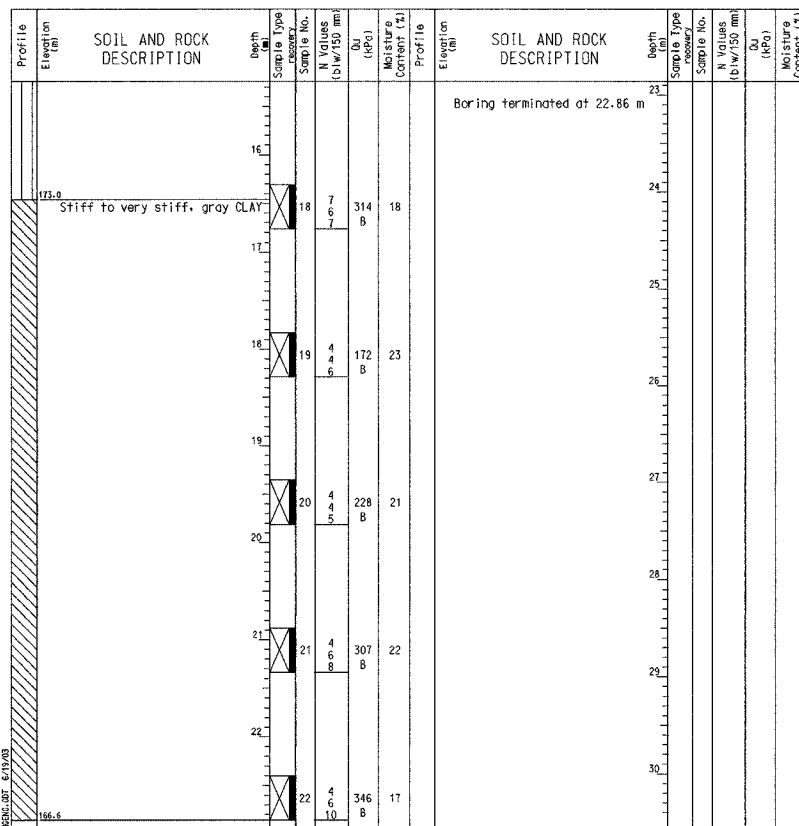 Profile
Elevation (m)
SOIL AND ROCK
DESCRIPTION
Depth (m)
Sample Type
recovery
Sample No.
N Values
(blw/150 mm)
Qu
(kPa)
Moisture
Content (%)
Profile
Elevation (m)
SOIL AND ROCK
DESCRIPTION
Depth (m)
Sample Type
recovery
Sample No.
N Values
(blw/150 mm)
Qu
(kPa)
Moisture
Content (%)
16
173.0
Stiff to very stiff, gray CLAY
18
7
6
7
314
B
18
17
18
19
4
4
6
172
B
23
19
20
4
4
5
228
B
21
20
21
21
4
6
8
307
B
22
22
22
4
6
10
346
B
17
166.6
6/19/03
23
Boring terminated at 22.86 m
24
25
26
27
28
29
30